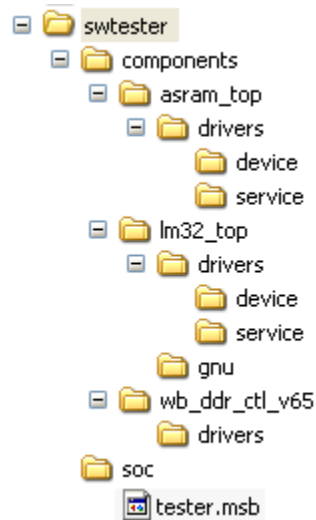 swtester
components
asram_top
drivers
device
service
lm32_top
drivers
device
service
gnu
wb_ddr_ctl_v65
drivers
soc
tester.msb